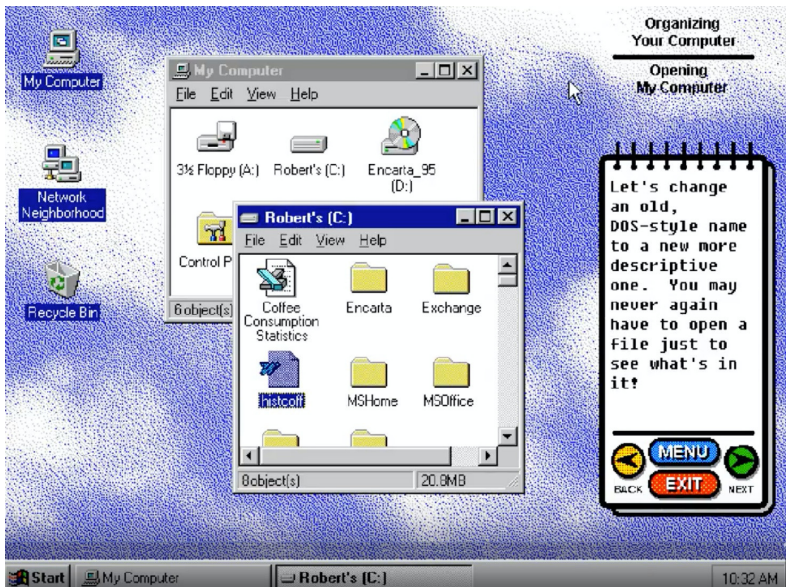 Organizing
Your Computer
Opening
My Computer
My Computer
Network
Neighborhood
Recycle Bin
My Computer
File Edit View Help
3½ Floppy (A:) Robert's (C:) Encarta_95
(D:)
Control P
6 object(s)
Robert's (C:)
File Edit View Help
Coffee
Consumption
Statistics
Encarta
Exchange
histcoff
MSHome
MSOffice
8 object(s) 20.8MB
Let's change
an old,
DOS-style name
to a new more
descriptive
one. You may
never again
have to open a
file just to
see what's in
it!
MENU
EXIT
BACK
NEXT
Start My Computer Robert's (C:) 10:32 AM